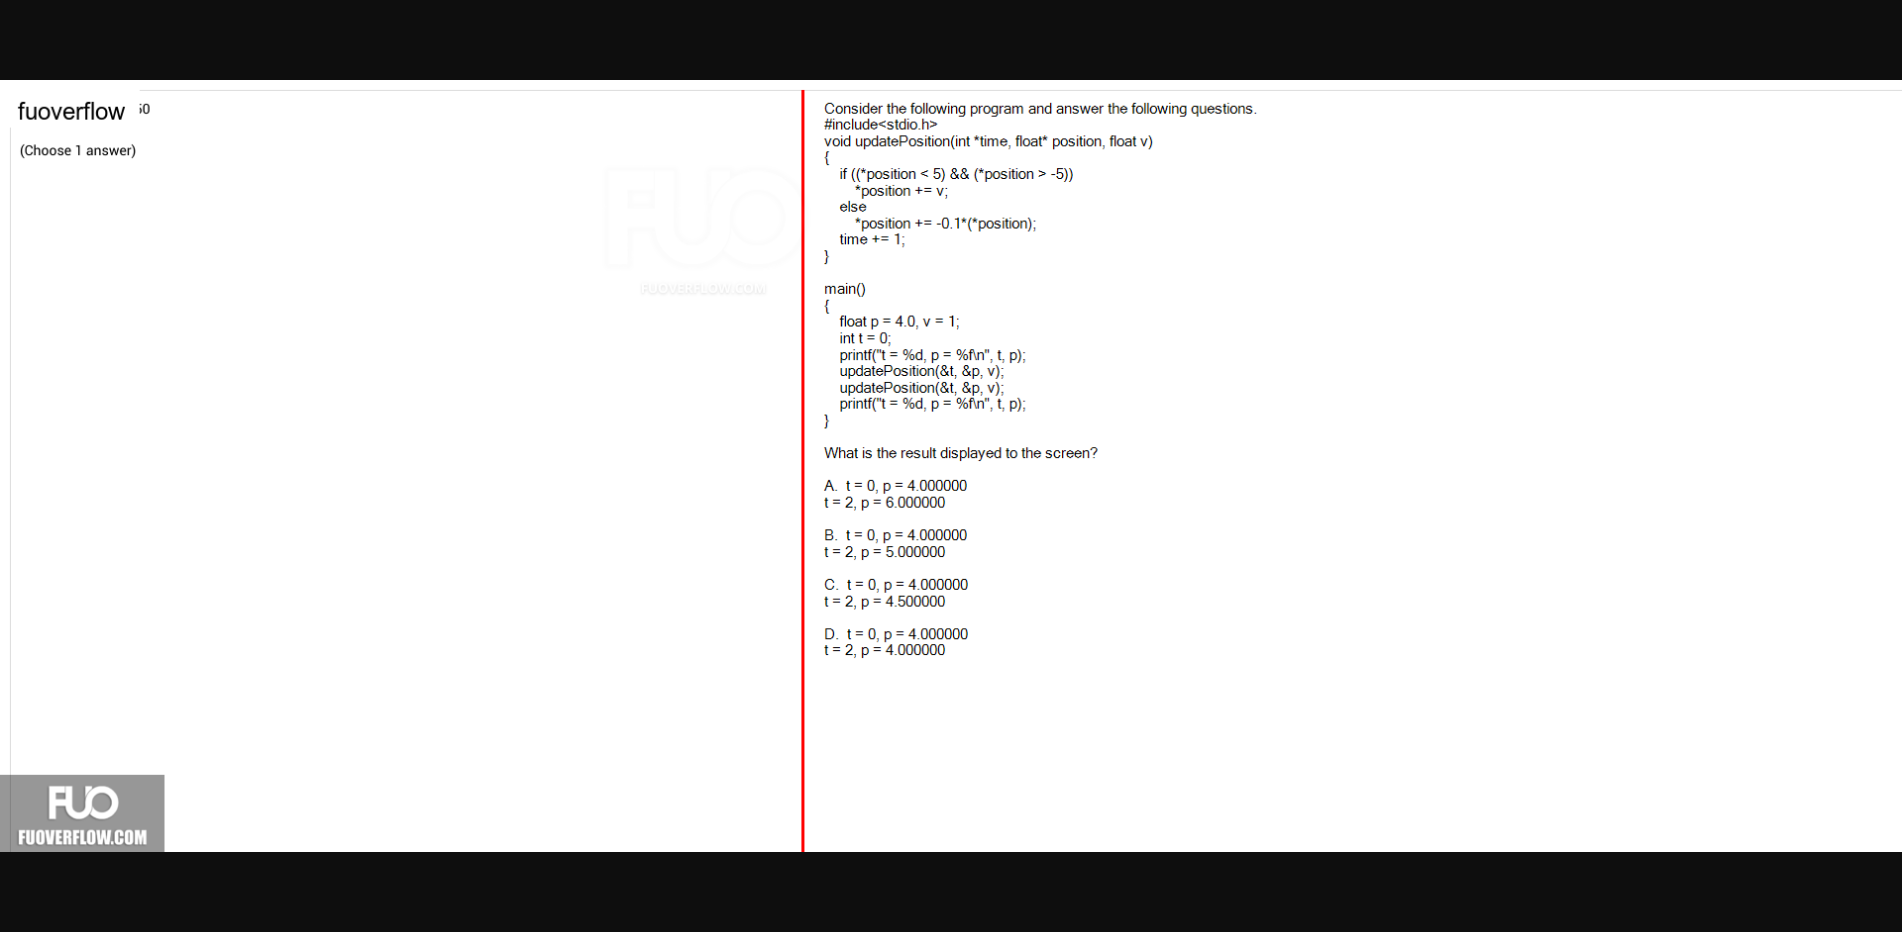 fuoverflow
(Choose 1 answer)
FUO
FUOVERFLOW.COM
Consider the following program and answer the following questions.
#include<stdio.h>
void updatePosition(int *time, float* position, float v)
{
if ((*position < 5) && (*position > -5))
*position += v;
else
*position += -0.1*(*position);
time += 1;
}
main()
{
float p = 4.0, v = 1;
int t = 0;
printf("t = %d, p = %f\n", t, p);
updatePosition(&t, &p, v);
updatePosition(&t, &p, v);
printf("t = %d, p = %f\n", t, p);
}
What is the result displayed to the screen?
A. t = 0, p = 4.000000
t = 2, p = 6.000000
B. t = 0, p = 4.000000
t = 2, p = 5.000000
C. t = 0, p = 4.000000
t = 2, p = 4.500000
D. t = 0, p = 4.000000
t = 2, p = 4.000000
FUO
FUOVERFLOW.COM